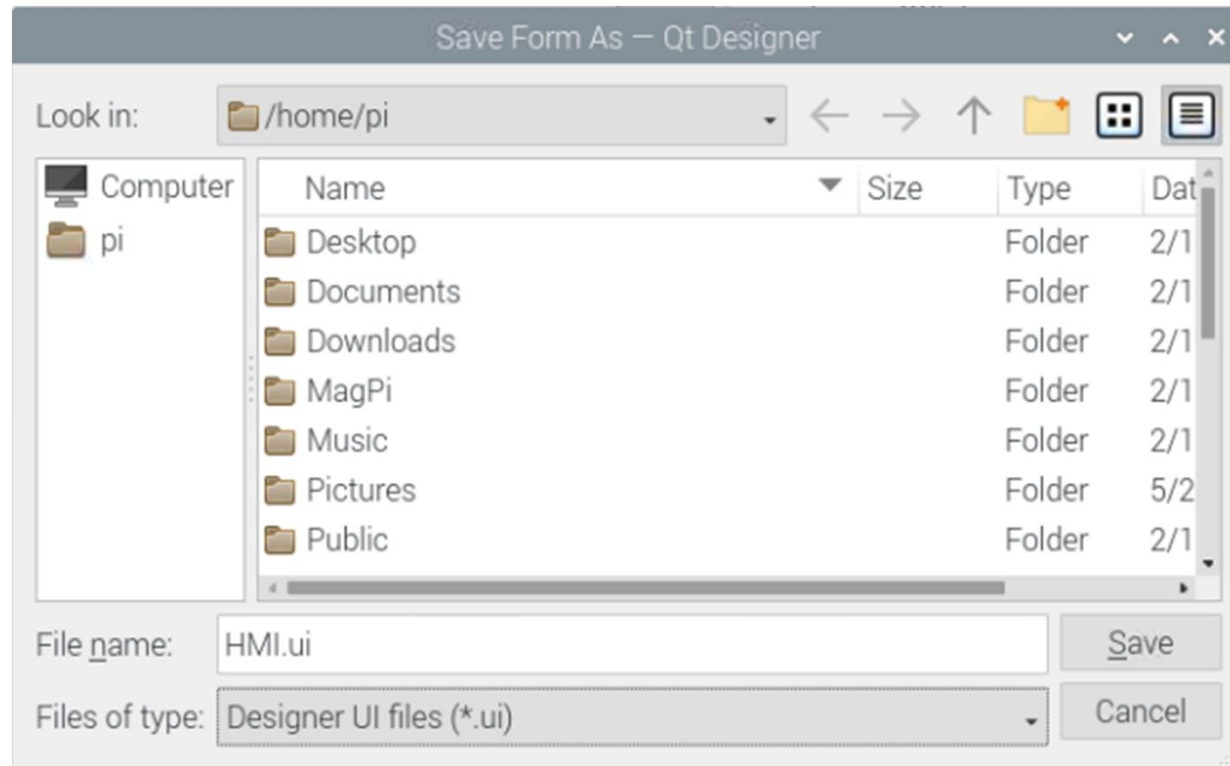 Save Form As — Qt Designer
Look in: /home/pi
Computer
pi
Name Size Type Dat
Desktop Folder 2/1
Documents Folder 2/1
Downloads Folder 2/1
MagPi Folder 2/1
Music Folder 2/1
Pictures Folder 5/2
Public Folder 2/1
File name: HMI.ui Save
Files of type: Designer UI files (*.ui) Cancel